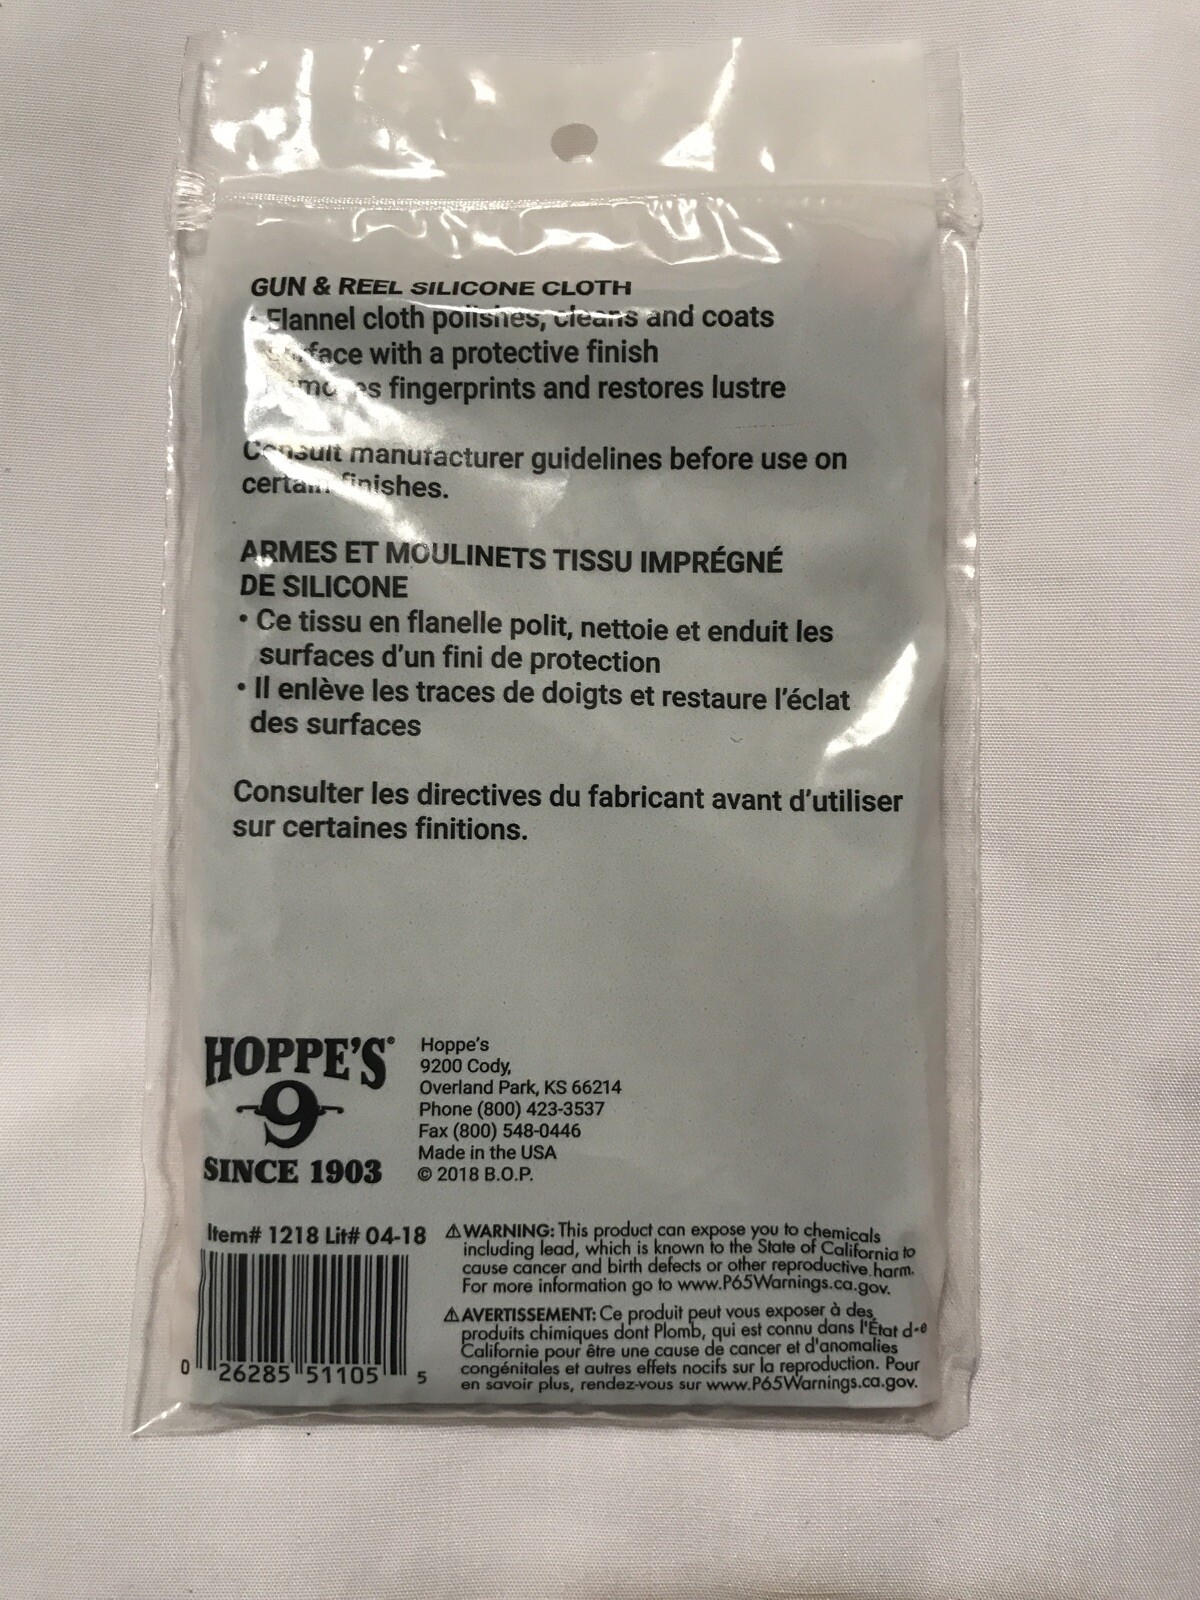 GUN & REEL SILICONE CLOTH
• Flannel cloth polishes, cleans and coats
surface with a protective finish
Removes fingerprints and restores lustre
Consult manufacturer guidelines before use on
certain finishes.
ARMES ET MOULINETS TISSU IMPRÉGNÉ
DE SILICONE
• Ce tissu en flanelle polit, nettoie et enduit les
surfaces d'un fini de protection
• Il enlève les traces de doigts et restaure l'éclat
des surfaces
Consulter les directives du fabricant avant d'utiliser
sur certaines finitions.
HOPPE'S®
9
SINCE 1903
Hoppe's
9200 Cody,
Overland Park, KS 66214
Phone (800) 423-3537
Fax (800) 548-0446
Made in the USA
© 2018 B.O.P.
Item# 1218 Lit# 04-18
0 26285 51105 5
⚠WARNING: This product can expose you to chemicals
including lead, which is known to the State of California to
cause cancer and birth defects or other reproductive harm.
For more information go to www.P65Warnings.ca.gov.
⚠AVERTISSEMENT: Ce produit peut vous exposer à des
produits chimiques dont Plomb, qui est connu dans l'État de
Californie pour être une cause de cancer et d'anomalies
congénitales et autres effets nocifs sur la reproduction. Pour
en savoir plus, rendez-vous sur www.P65Warnings.ca.gov.